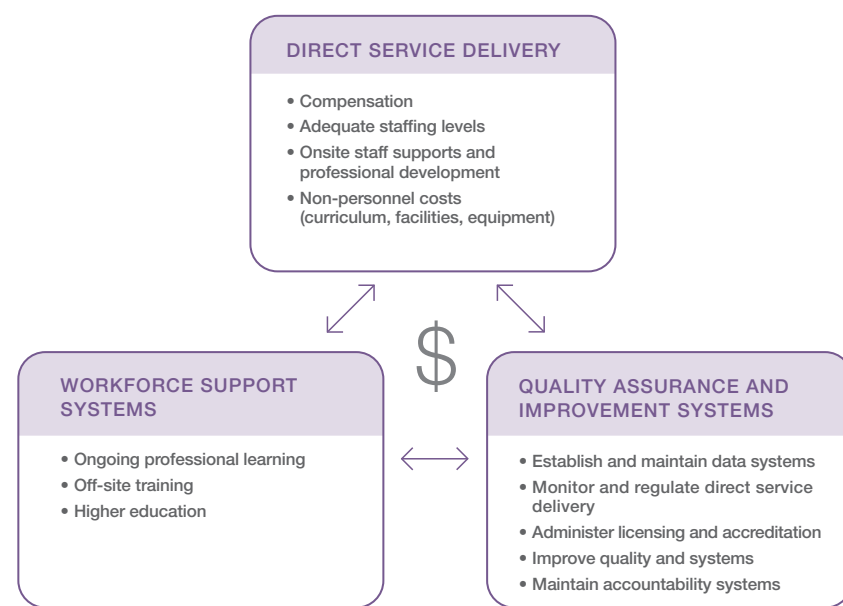 DIRECT SERVICE DELIVERY
• Compensation
• Adequate staffing levels
• Onsite staff supports and
professional development
• Non-personnel costs
(curriculum, facilities, equipment)
$
WORKFORCE SUPPORT
SYSTEMS
• Ongoing professional learning
• Off-site training
• Higher education
QUALITY ASSURANCE AND
IMPROVEMENT SYSTEMS
• Establish and maintain data systems
• Monitor and regulate direct service
delivery
• Administer licensing and accreditation
• Improve quality and systems
• Maintain accountability systems